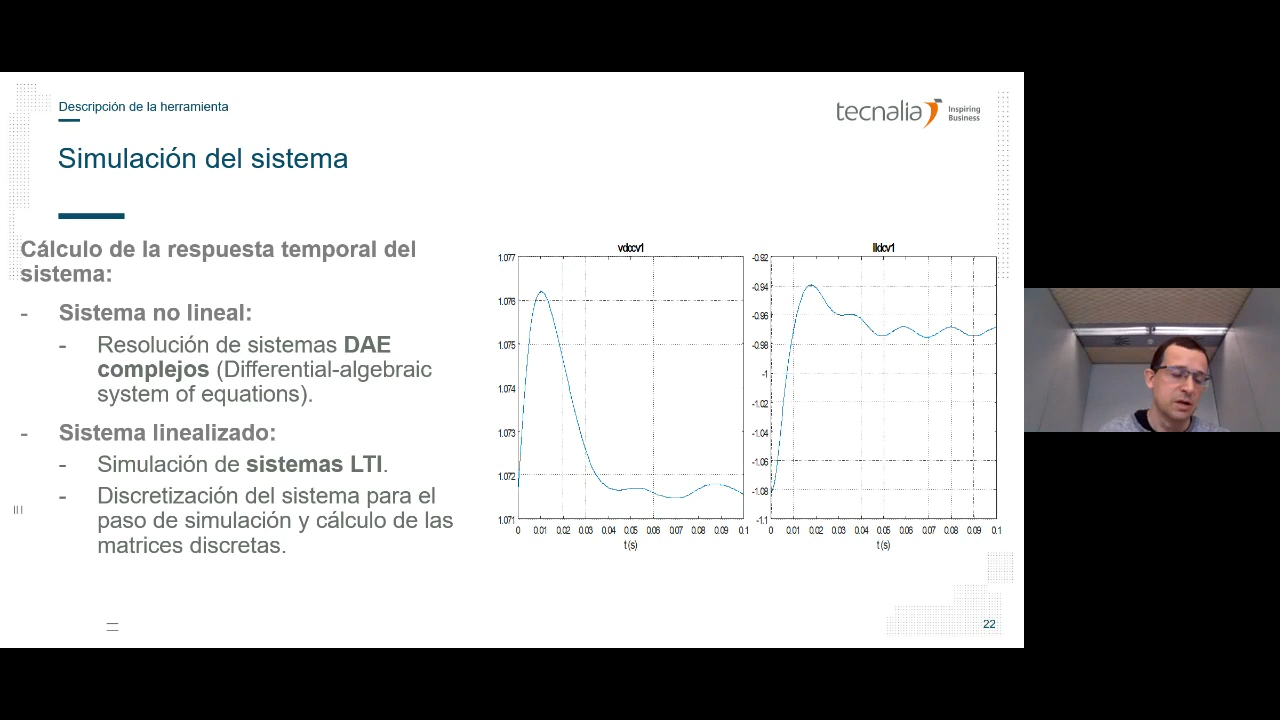 Descripción de la herramienta
tecnalia
Inspiring
Business
Simulación del sistema
Cálculo de la respuesta temporal del
sistema:
- Sistema no lineal:
- Resolución de sistemas DAE
complejos (Differential-algebraic
system of equations).
- Sistema linealizado:
- Simulación de sistemas LTI.
- Discretización del sistema para el
paso de simulación y cálculo de las
matrices discretas.
vdccv1
1.077
1.076
1.075
1.074
1.073
1.072
1.071
0 0.01 0.02 0.03 0.04 0.05 0.06 0.07 0.08 0.09 0.1
t (s)
-0.92
-0.94
-0.96
-0.98
-1
-1.02
-1.04
-1.06
-1.08
-1.1
0 0.01 0.02 0.03 0.04 0.05 0.06 0.07 0.08 0.09 0.1
t (s)
22